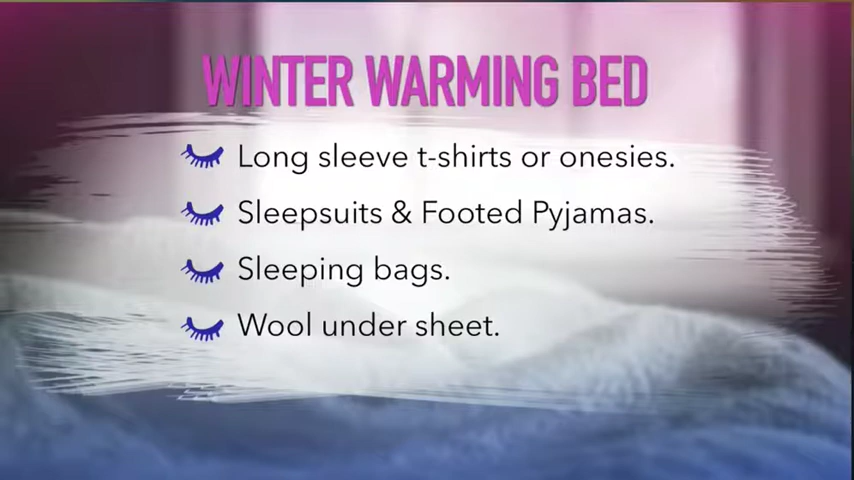 WINTER WARMING BED
Long sleeve t-shirts or onesies.
Sleepsuits & Footed Pyjamas.
Sleeping bags.
Wool under sheet.